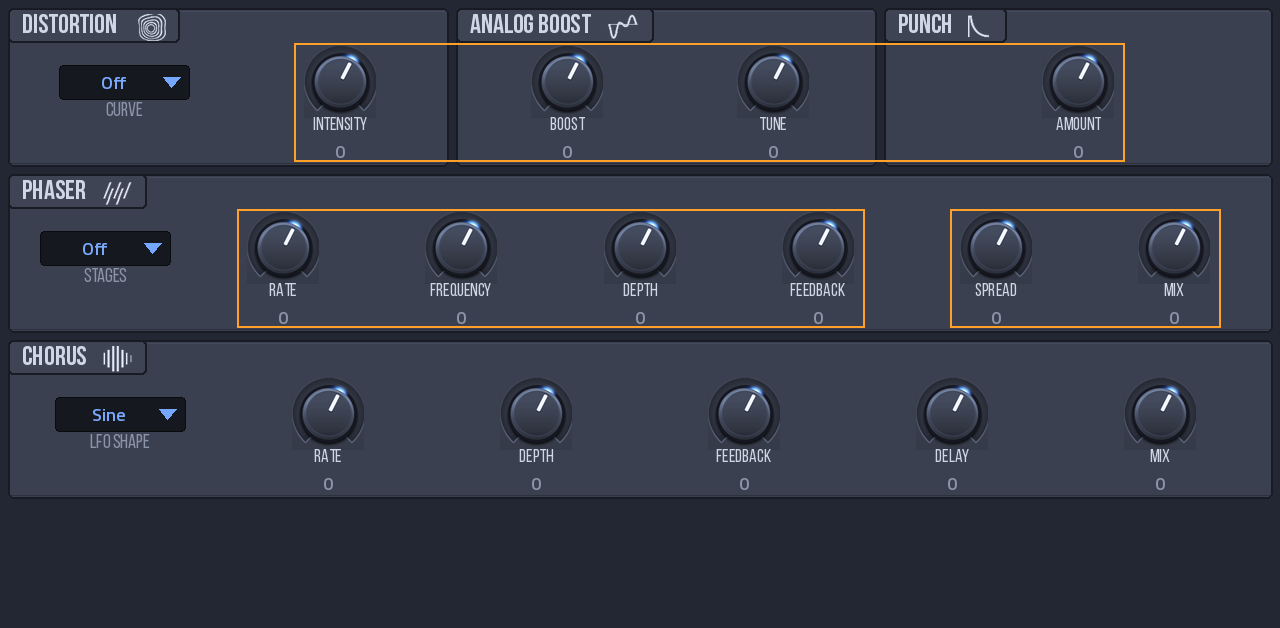 DISTORTION
ANALOG BOOST
PUNCH
Off
CURVE
INTENSITY
BOOST
TUNE
AMOUNT
0
0
0
0
PHASER
Off
STAGES
RATE
FREQUENCY
DEPTH
FEEDBACK
SPREAD
MIX
0
0
0
0
0
0
CHORUS
Sine
LFO SHAPE
RATE
DEPTH
FEEDBACK
DELAY
MIX
0
0
0
0
0